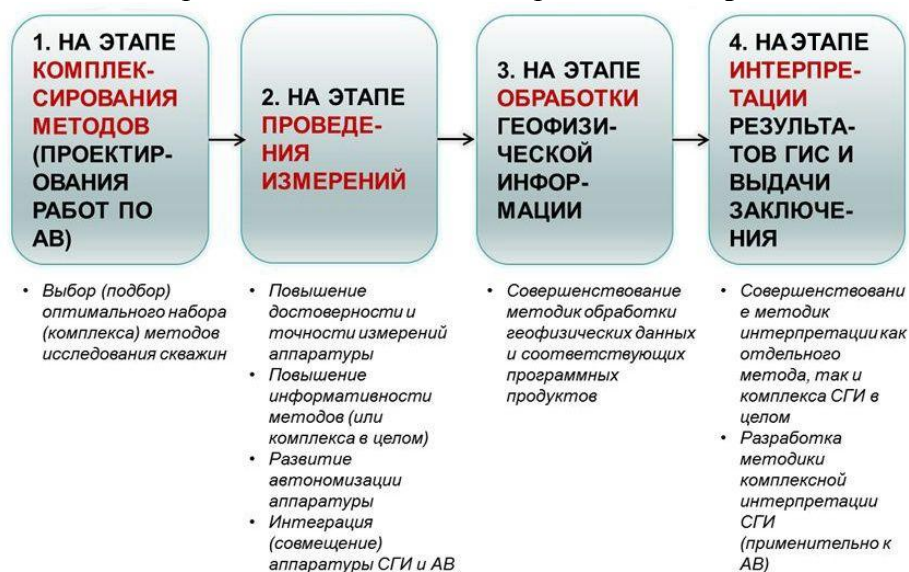 1. НА ЭТАПЕ
КОМПЛЕК-
СИРОВАНИЯ
МЕТОДОВ
(ПРОЕКТИР-
ОВАНИЯ
РАБОТ ПО
АВ)
2. НА ЭТАПЕ
ПРОВЕДЕ-
НИЯ
ИЗМЕРЕНИЙ
3. НА ЭТАПЕ
ОБРАБОТКИ
ГЕОФИЗИ-
ЧЕСКОЙ
ИНФОР-
МАЦИИ
4. НА ЭТАПЕ
ИНТЕРПРЕ-
ТАЦИИ
РЕЗУЛЬТА-
ТОВ ГИС И
ВЫДАЧИ
ЗАКЛЮЧЕ-
НИЯ
• Выбор (подбор)
оптимального набора
(комплекса) методов
исследования скважин
• Повышение
достоверности и
точности измерений
аппаратуры
• Повышение
информативности
методов (или
комплекса в целом)
• Развитие
автономизации
аппаратуры
• Интеграция
(совмещение)
аппаратуры СГИ и АВ
• Совершенствование
методик обработки
геофизических данных
и соответствующих
программных
продуктов
• Совершенствовани
е методик
интерпретации как
отдельного
метода, так и
комплекса СГИ в
целом
• Разработка
методики
комплексной
интерпретации
СГИ
(применительно к
АВ)